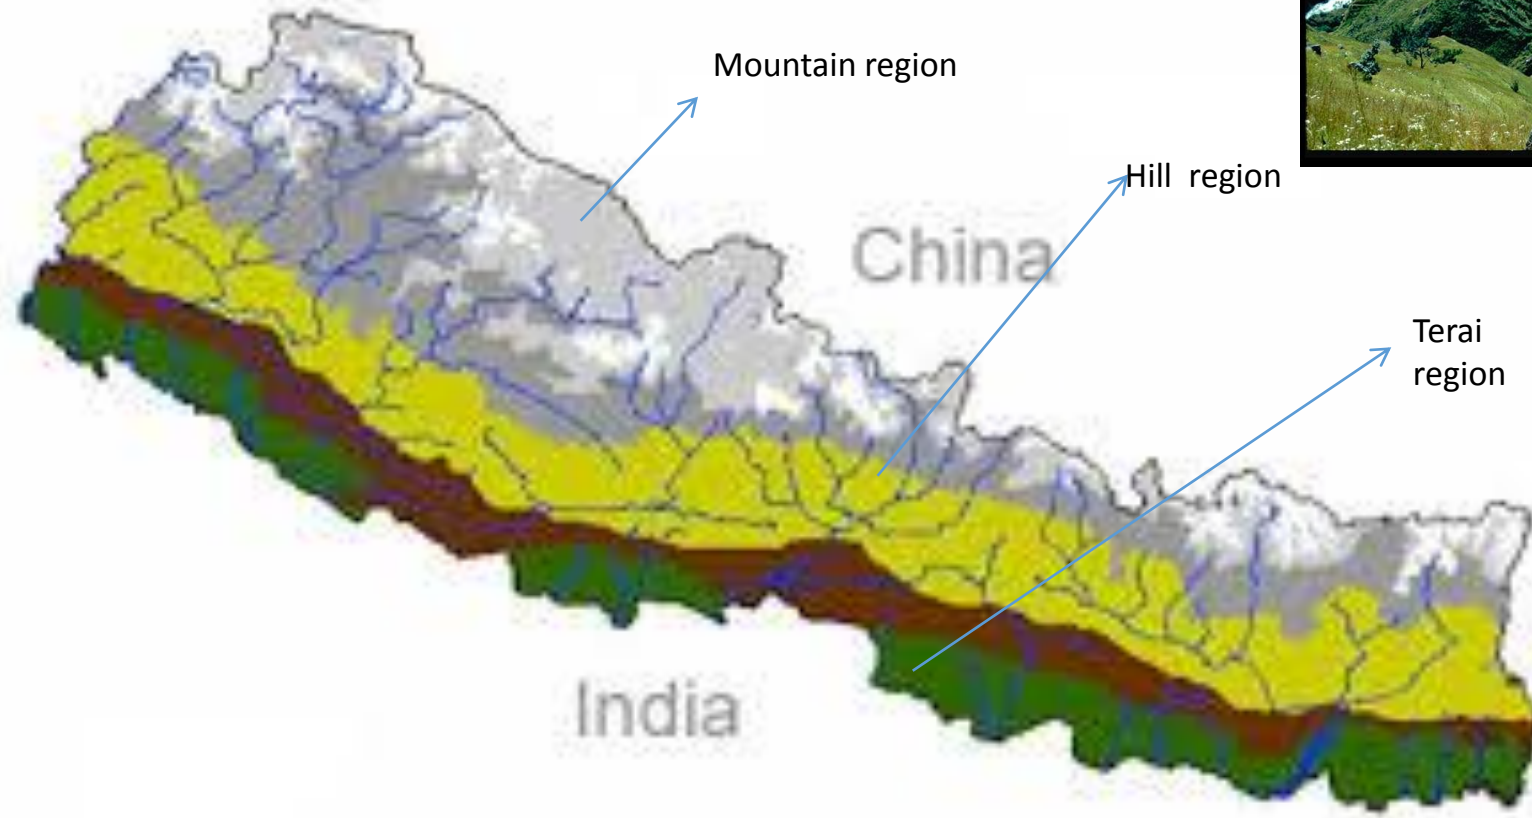 Mountain region
Hill  region
China
Terai
region
India